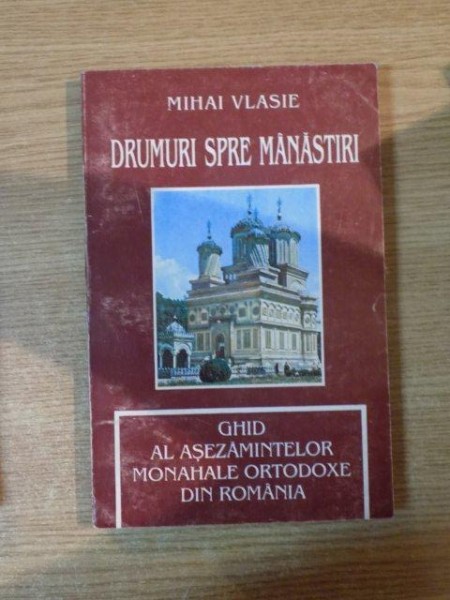 MIHAI VLASIE
DRUMURI SPRE MÂNĂSTIRI
GHID
AL AŞEZĂMINTELOR
MONAHALE ORTODOXE
DIN ROMÂNIA